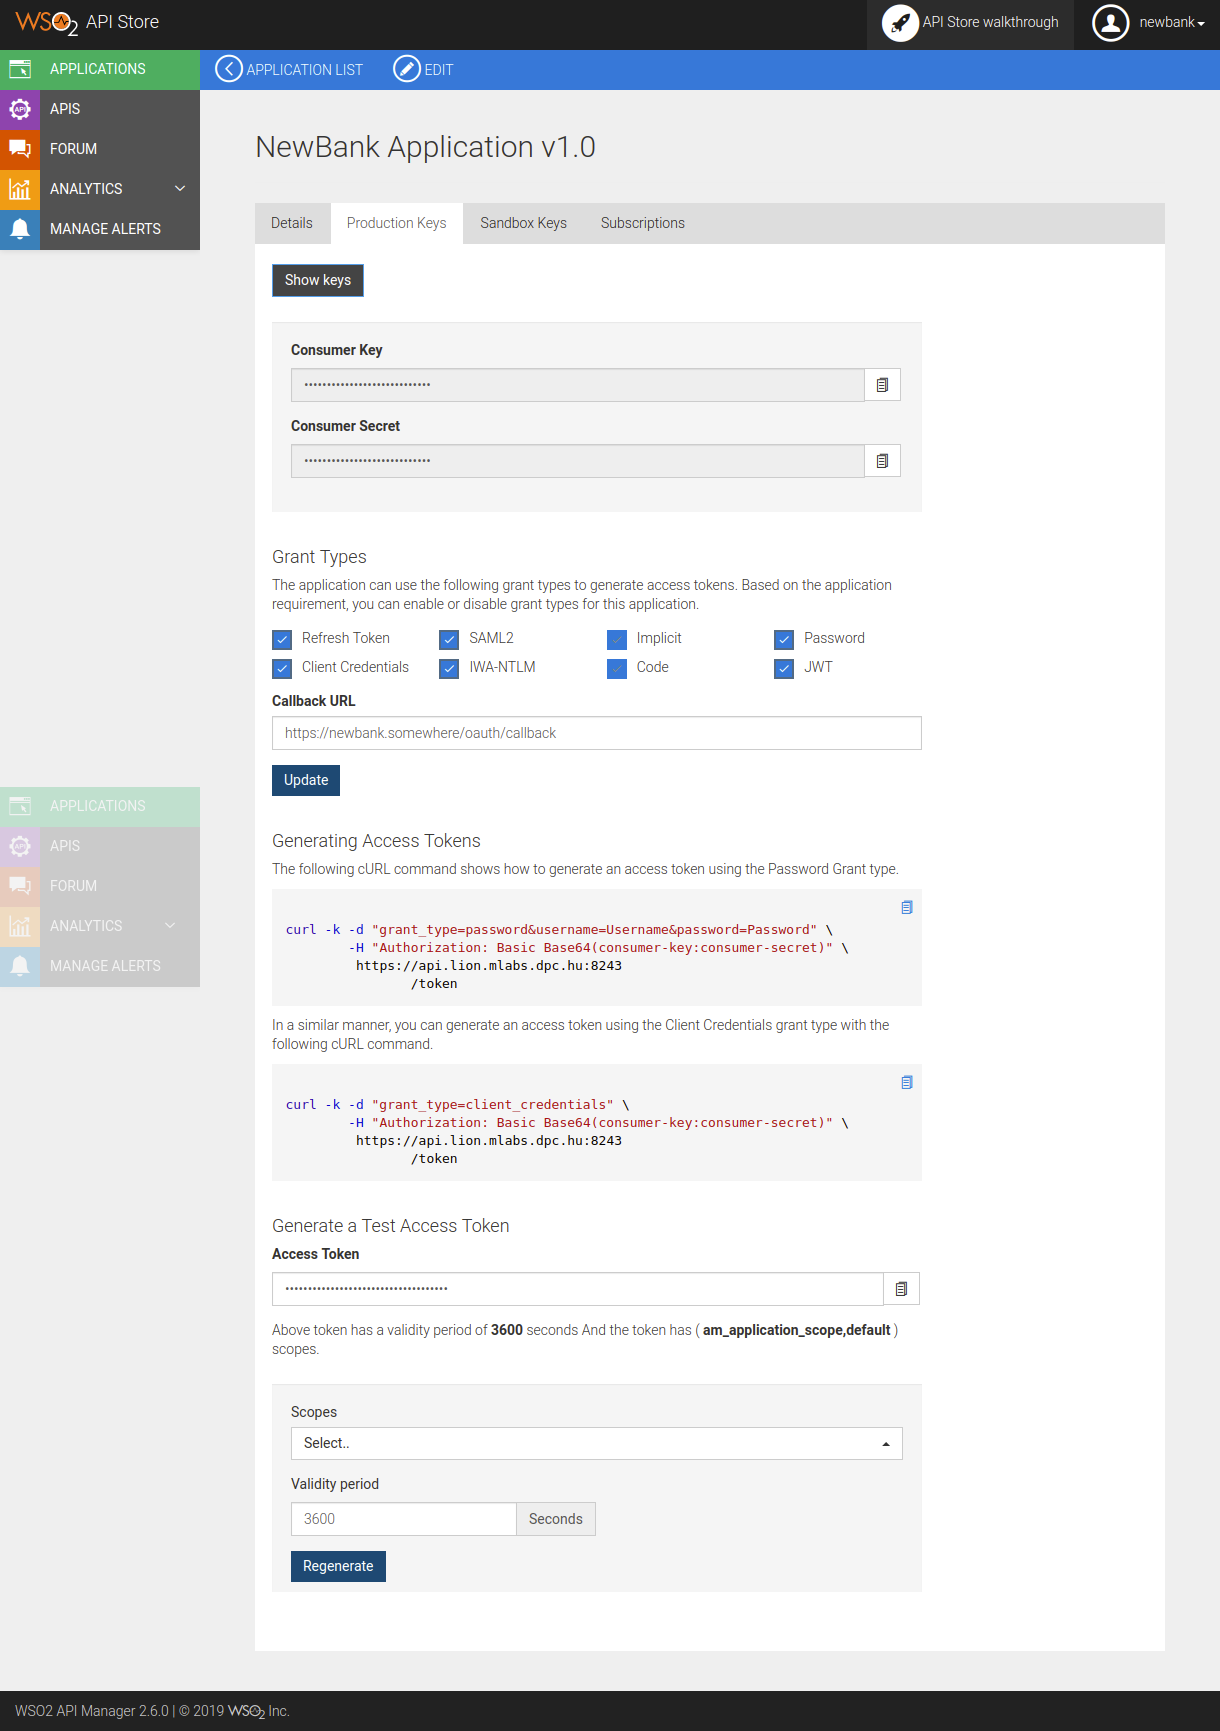 WSO2 API Store
API Store walkthrough
newbank
APPLICATIONS
APIS
FORUM
ANALYTICS
MANAGE ALERTS
APPLICATION LIST
EDIT
NewBank Application v1.0
Details
Production Keys
Sandbox Keys
Subscriptions
Show keys
Consumer Key
Consumer Secret
Grant Types
The application can use the following grant types to generate access tokens. Based on the application
requirement, you can enable or disable grant types for this application.
Refresh Token
SAML2
Implicit
Password
Client Credentials
IWA-NTLM
Code
JWT
Callback URL
https://newbank.somewhere/oauth/callback
Update
APPLICATIONS
APIS
FORUM
ANALYTICS
MANAGE ALERTS
Generating Access Tokens
The following cURL command shows how to generate an access token using the Password Grant type.
curl -k -d "grant_type=password&username=Username&password=Password" \
-H "Authorization: Basic Base64(consumer-key:consumer-secret)" \
https://api.lion.mlabs.dpc.hu:8243
/token
In a similar manner, you can generate an access token using the Client Credentials grant type with the
following cURL command.
curl -k -d "grant_type=client_credentials" \
-H "Authorization: Basic Base64(consumer-key:consumer-secret)" \
https://api.lion.mlabs.dpc.hu:8243
/token
Generate a Test Access Token
Access Token
Above token has a validity period of 3600 seconds And the token has ( am_application_scope,default )
scopes.
Scopes
Select..
Validity period
3600
Seconds
Regenerate
WSO2 API Manager 2.6.0 | © 2019 WSO2 Inc.